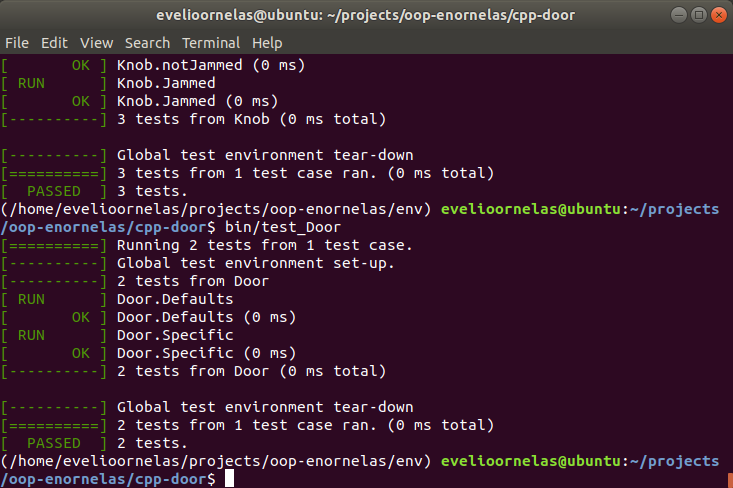 evelioornelas@ubuntu: ~/projects/oop-enornelas/cpp-door
File Edit View Search Terminal Help
[       OK ] Knob.notJammed (0 ms)
[ RUN      ] Knob.Jammed
[       OK ] Knob.Jammed (0 ms)
[----------] 3 tests from Knob (0 ms total)
[----------] Global test environment tear-down
[==========] 3 tests from 1 test case ran. (0 ms total)
[  PASSED  ] 3 tests.
(/home/evelioornelas/projects/oop-enornelas/env) evelioornelas@ubuntu:~/projects
/oop-enornelas/cpp-door$ bin/test_Door
[==========] Running 2 tests from 1 test case.
[----------] Global test environment set-up.
[----------] 2 tests from Door
[ RUN      ] Door.Defaults
[       OK ] Door.Defaults (0 ms)
[ RUN      ] Door.Specific
[       OK ] Door.Specific (0 ms)
[----------] 2 tests from Door (0 ms total)
[----------] Global test environment tear-down
[==========] 2 tests from 1 test case ran. (0 ms total)
[  PASSED  ] 2 tests.
(/home/evelioornelas/projects/oop-enornelas/env) evelioornelas@ubuntu:~/projects
/oop-enornelas/cpp-door$